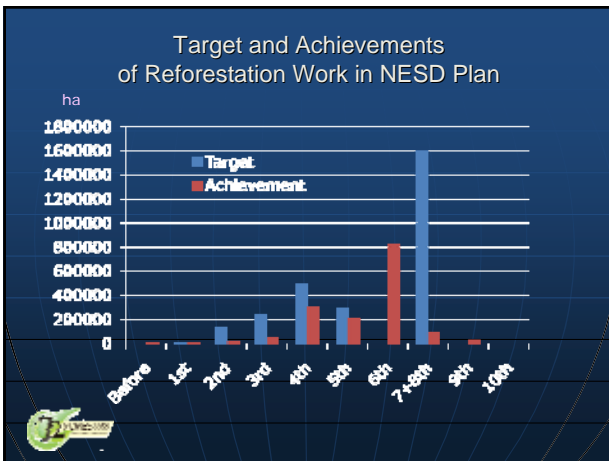 Target and Achievements
of Reforestation Work in NESD Plan
ha
1800000
1600000
1400000
1200000
1000000
800000
600000
400000
200000
0
Target
Achievement
Before
1st
2nd
3rd
4th
5th
6th
7+8th
9th
10th